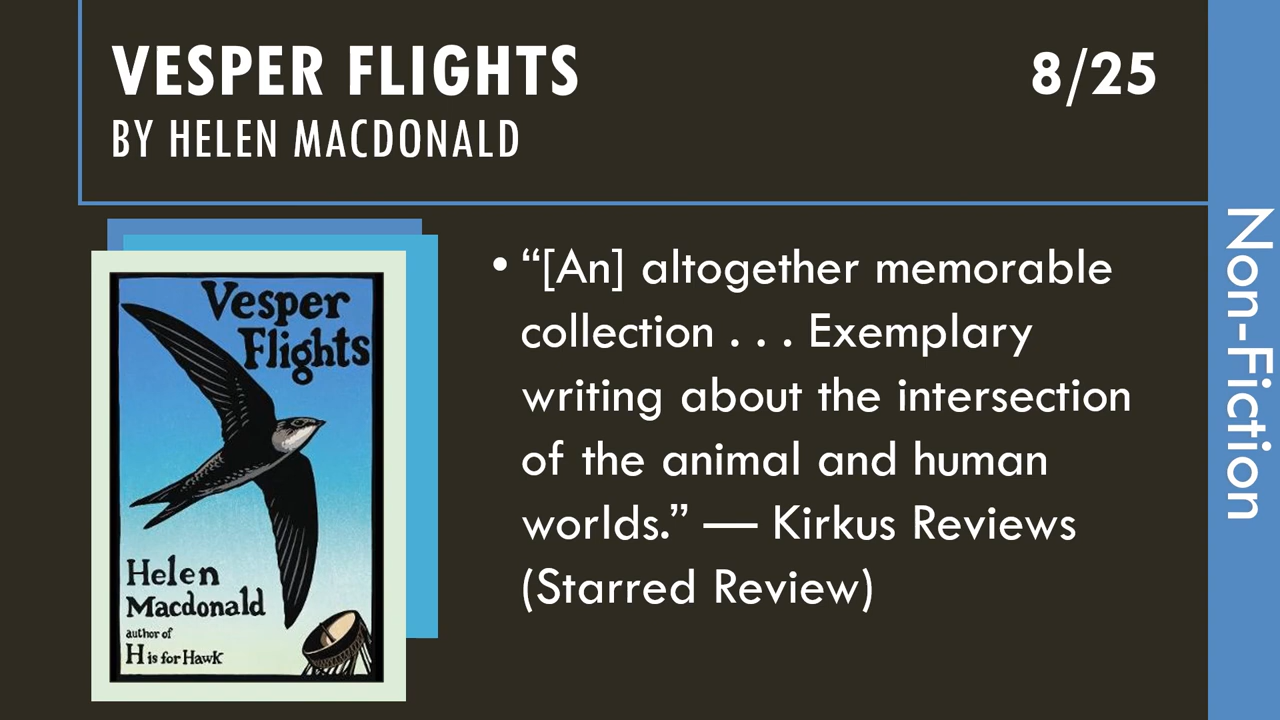 VESPER FLIGHTS
8/25
BY HELEN MACDONALD
Vesper
Flights
Helen
Macdonald
author of
H is for Hawk
• “[An] altogether memorable
collection . . . Exemplary
writing about the intersection
of the animal and human
worlds.” — Kirkus Reviews
(Starred Review)
Non-Fiction